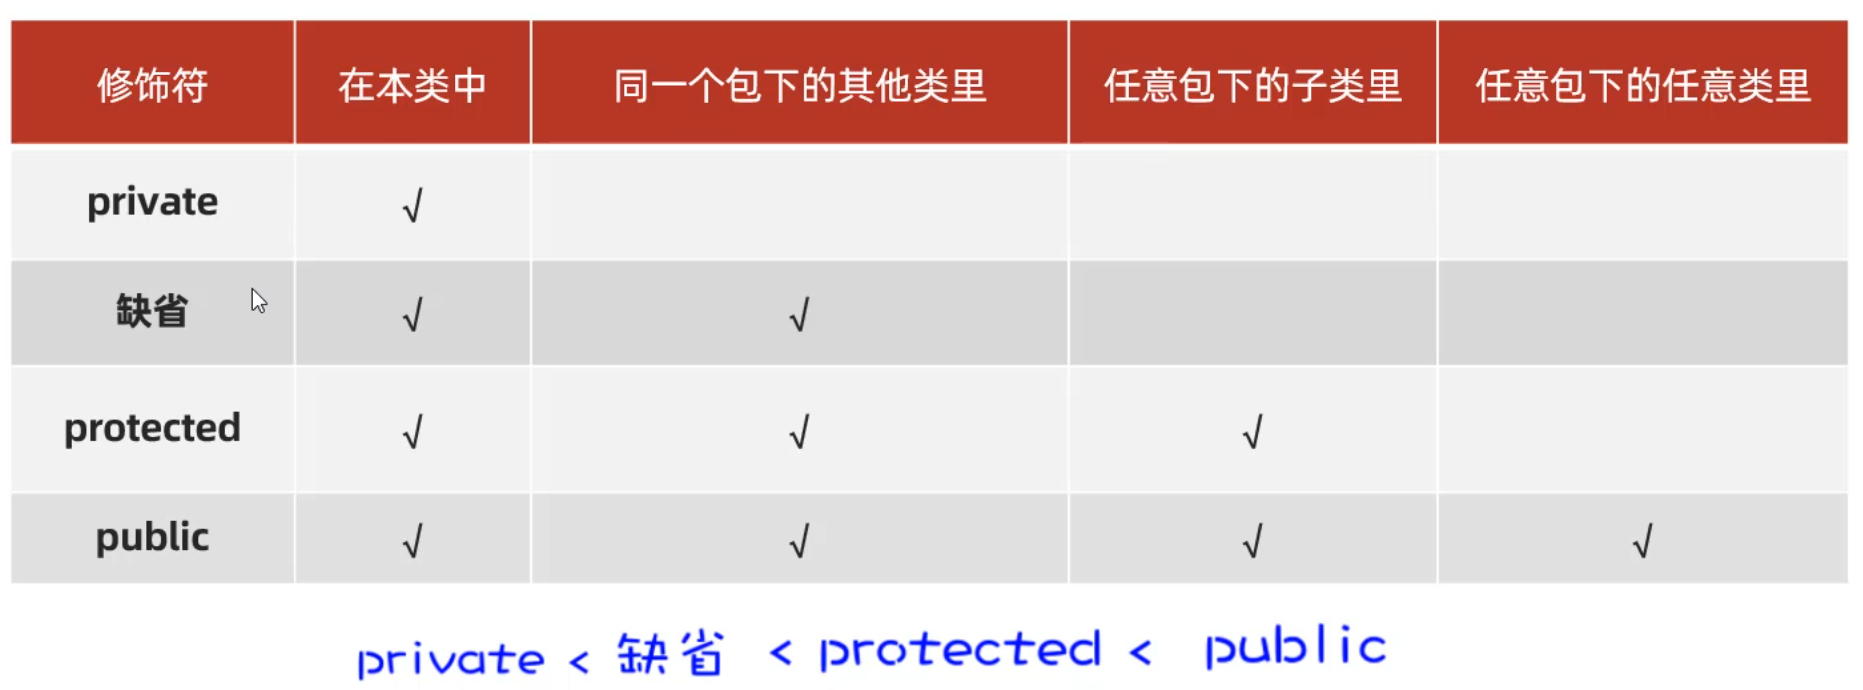 修饰符 在本类中 同一个包下的其他类里 任意包下的子类里 任意包下的任意类里
private √
缺省 √ √
protected √ √ √
public √ √ √ √
private < 缺省 < protected < public